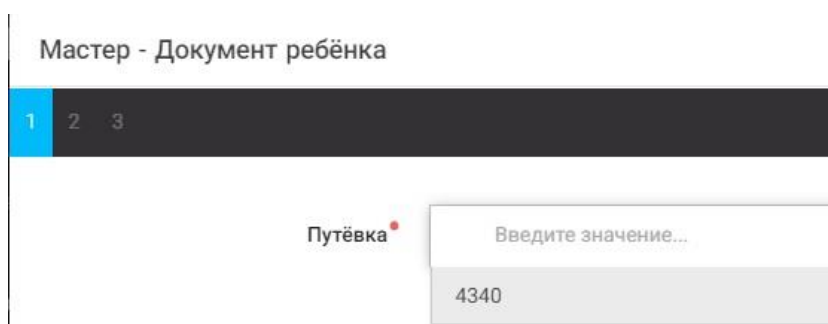 Мастер - Документ ребёнка
1 2 3
Путёвка
Введите значение...
4340